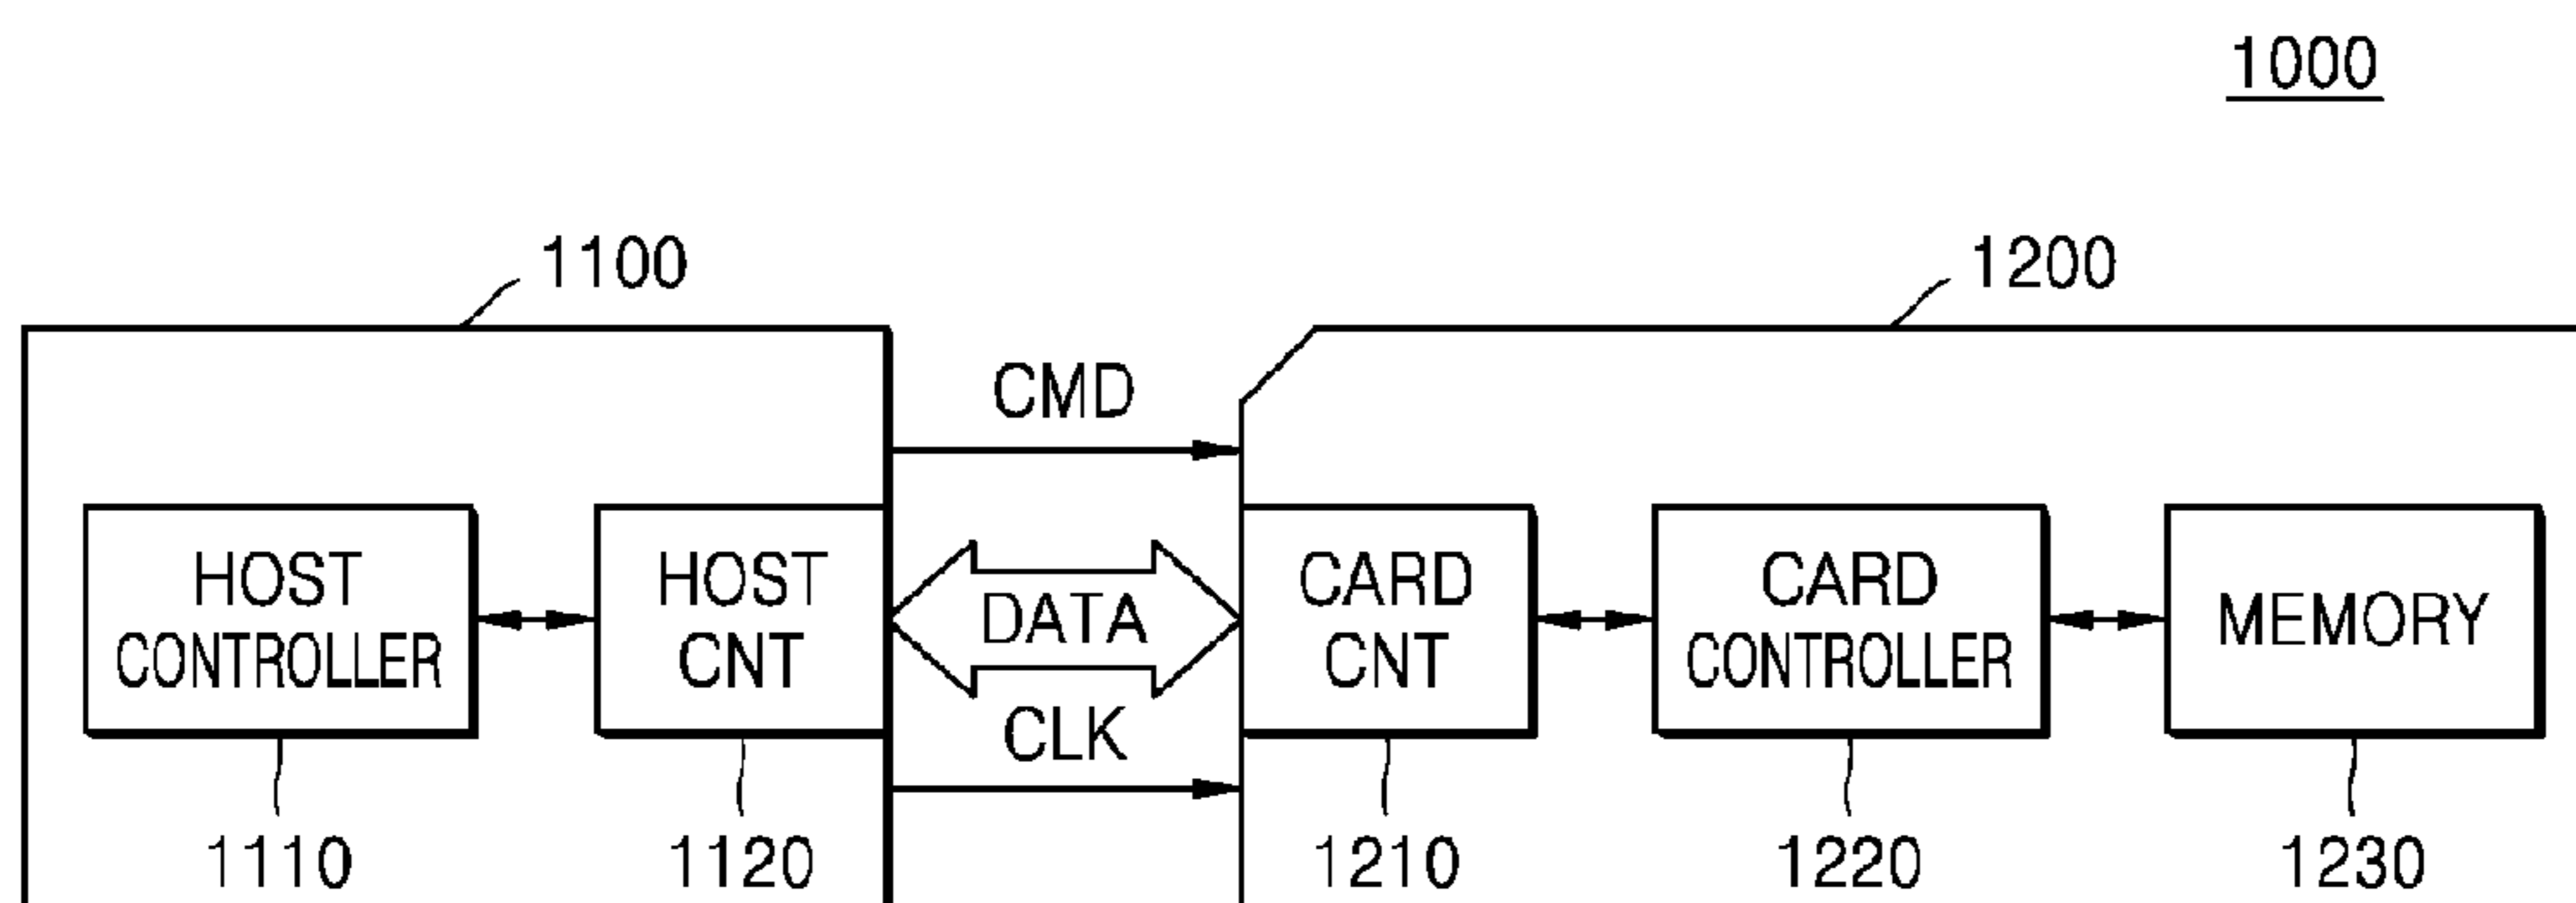 1000
1100
1200
CMD
HOST
CONTROLLER
HOST
CNT
DATA
CARD
CNT
CARD
CONTROLLER
MEMORY
CLK
1110
1120
1210
1220
1230